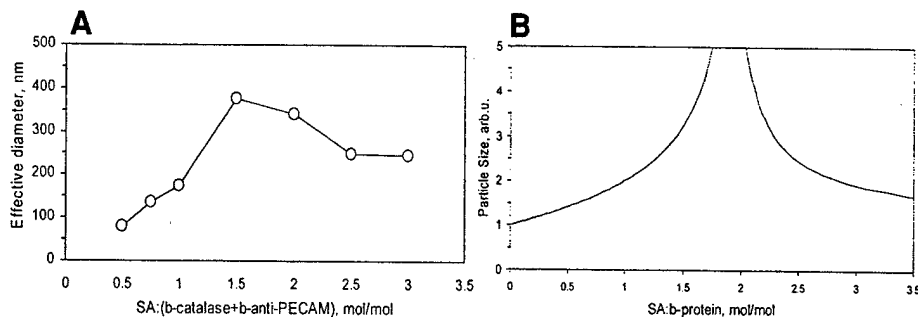 A
500
400
300
200
100
0
Effective diameter, nm
0 0.5 1 1.5 2 2.5 3 3.5
SA:(b-catalase+b-anti-PECAM), mol/mol
B
5
4
3
2
1
0
Particle Size, arb.u.
0 0.5 1 1.5 2 2.5 3 3.5
SA:b-protein, mol/mol